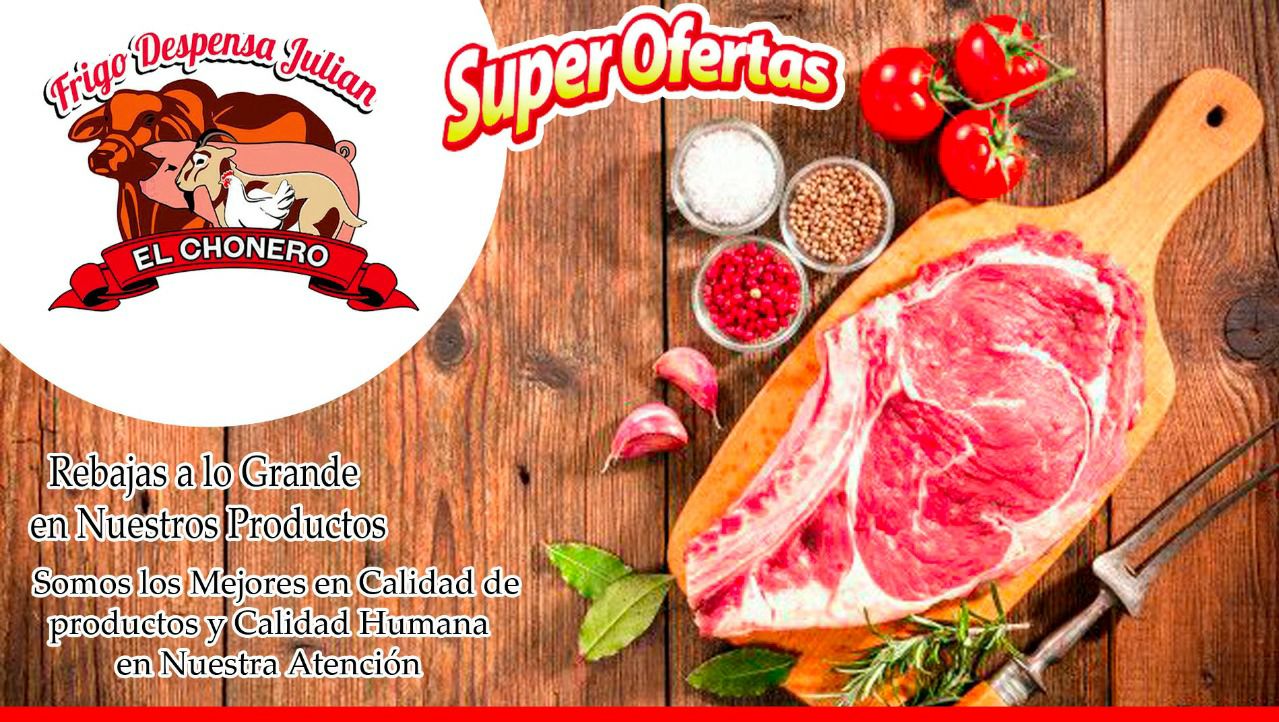 Frigo Despensa Julian
EL CHONERO
Super Ofertas
Rebajas a lo Grande
en Nuestros Productos
Somos los Mejores en Calidad de
productos y Calidad Humana
en Nuestra Atención